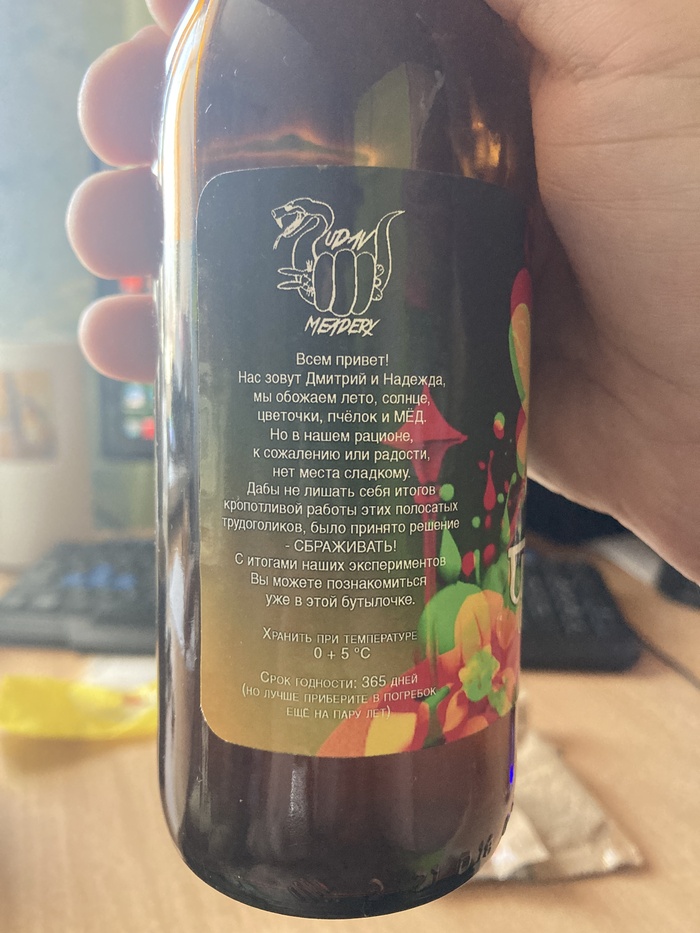 UDAV
MEADERY
Всем привет!
Нас зовут Дмитрий и Надежда,
мы обожаем лето, солнце,
цветочки, пчёлок и МЁД.
Но в нашем рационе,
к сожалению или радости,
нет места сладкому.
Дабы не лишать себя итогов
кропотливой работы этих полосатых
трудоголиков, было принято решение
- СБРАЖИВАТЬ!
С итогами наших экспериментов
Вы можете познакомиться
уже в этой бутылочке.
Хранить при температуре
0 + 5 °С
Срок годности: 365 дней
(но лучше приберите в погребок
ещё на пару лет)